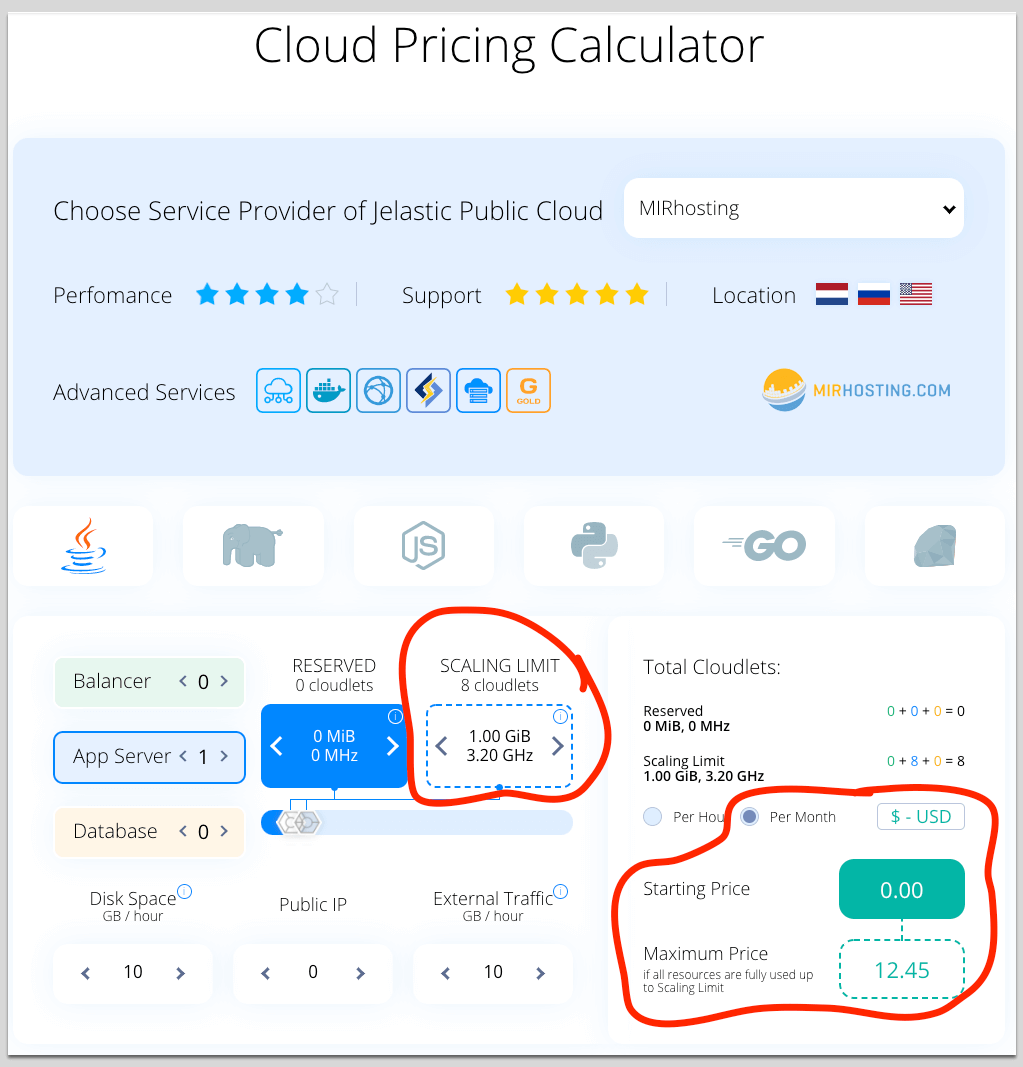 Cloud Pricing Calculator
Choose Service Provider of Jelastic Public Cloud
MIRhosting
Perfomance
Support
Location
Advanced Services
G
GOLD
MIRHOSTING.COM
JS
GO
Balancer
0
App Server
1
Database
0
RESERVED
0 cloudlets
0 MiB
0 MHz
SCALING LIMIT
8 cloudlets
1.00 GiB
3.20 GHz
Disk Space
GB / hour
10
Public IP
0
External Traffic
GB / hour
10
Total Cloudlets:
Reserved 0 + 0 + 0 = 0
0 MiB, 0 MHz
Scaling Limit 0 + 8 + 0 = 8
1.00 GiB, 3.20 GHz
Per Hou
Per Month
$ - USD
Starting Price
0.00
Maximum Price
if all resources are fully used up
to Scaling Limit
12.45